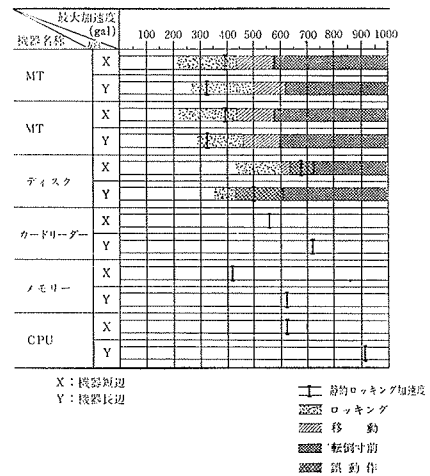 最大加速度
(gal)
機器名称
100 200 300 400 500 600 700 800 900 1000
MT X
Y
MT X
Y
ディスク X
Y
カードリーダー X
Y
メモリー X
Y
CPU X
Y
X：機器短辺
Y：機器長辺
静的ロッキング加速度
ロッキング
移動
転倒寸前
誤動作